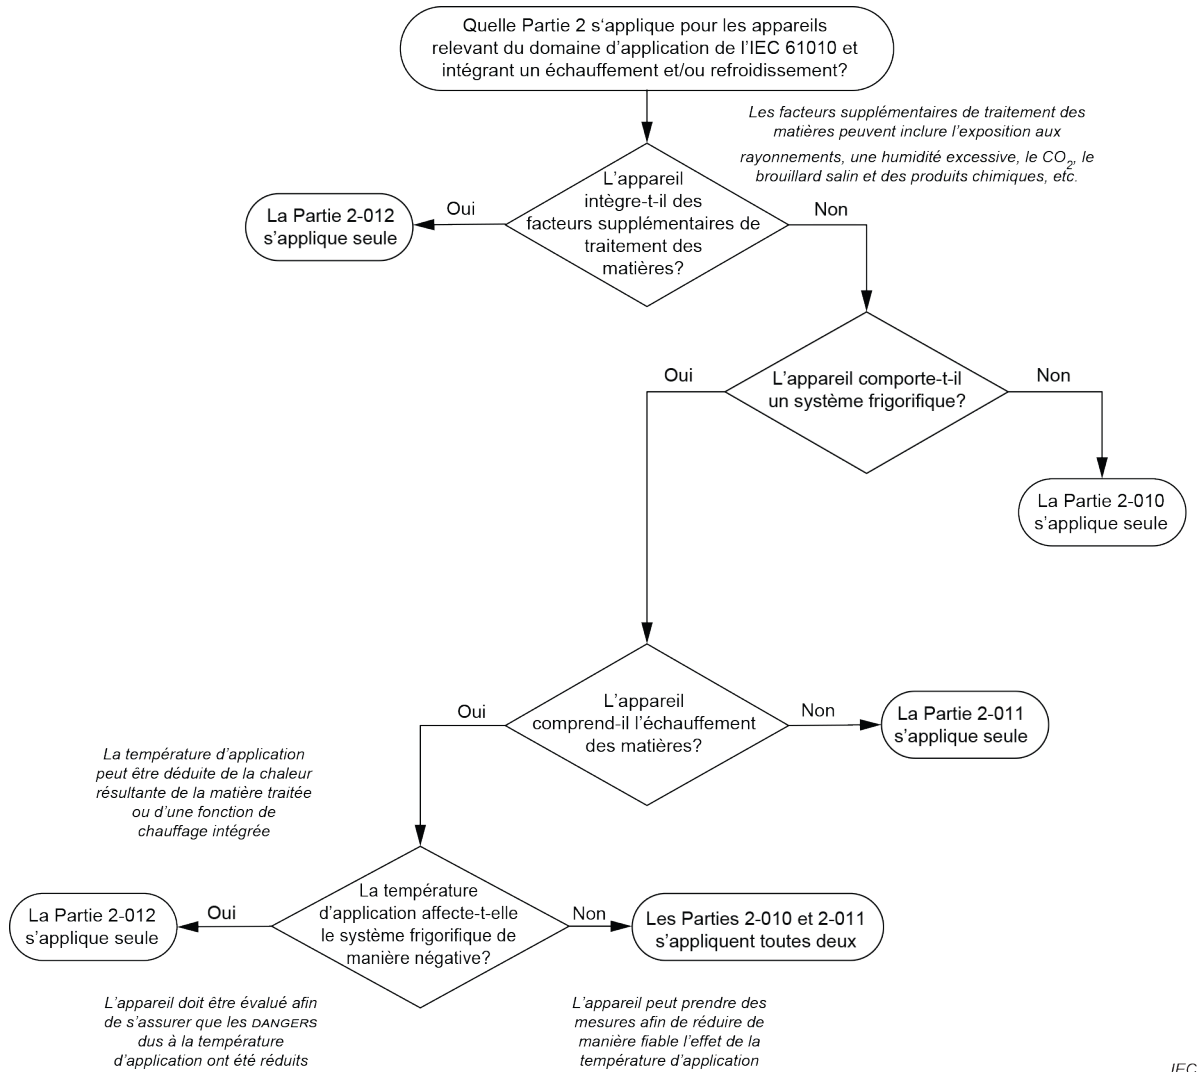 Quelle Partie 2 s‘applique pour les appareils
relevant du domaine d’application de l’IEC 61010 et
intégrant un échauffement et/ou refroidissement?
Les facteurs supplémentaires de traitement des
matières peuvent inclure l’exposition aux
rayonnements, une humidité excessive, le CO2, le
brouillard salin et des produits chimiques, etc.
L’appareil
intègre-t-il des
facteurs supplémentaires de
traitement des
matières?
Oui
Non
La Partie 2-012
s’applique seule
L’appareil comporte-t-il
un système frigorifique?
Oui
Non
La Partie 2-010
s’applique seule
L’appareil
comprend-il l’échauffement
des matières?
Oui
Non
La Partie 2-011
s’applique seule
La température d’application
peut être déduite de la chaleur
résultante de la matière traitée
ou d’une fonction de
chauffage intégrée
La température
d’application affecte-t-elle
le système frigorifique de
manière négative?
Oui
Non
La Partie 2-012
s’applique seule
Les Parties 2-010 et 2-011
s’appliquent toutes deux
L’appareil doit être évalué afin
de s’assurer que les DANGERS
dus à la température
d’application ont été réduits
L’appareil peut prendre des
mesures afin de réduire de
manière fiable l’effet de la
température d’application
IEC